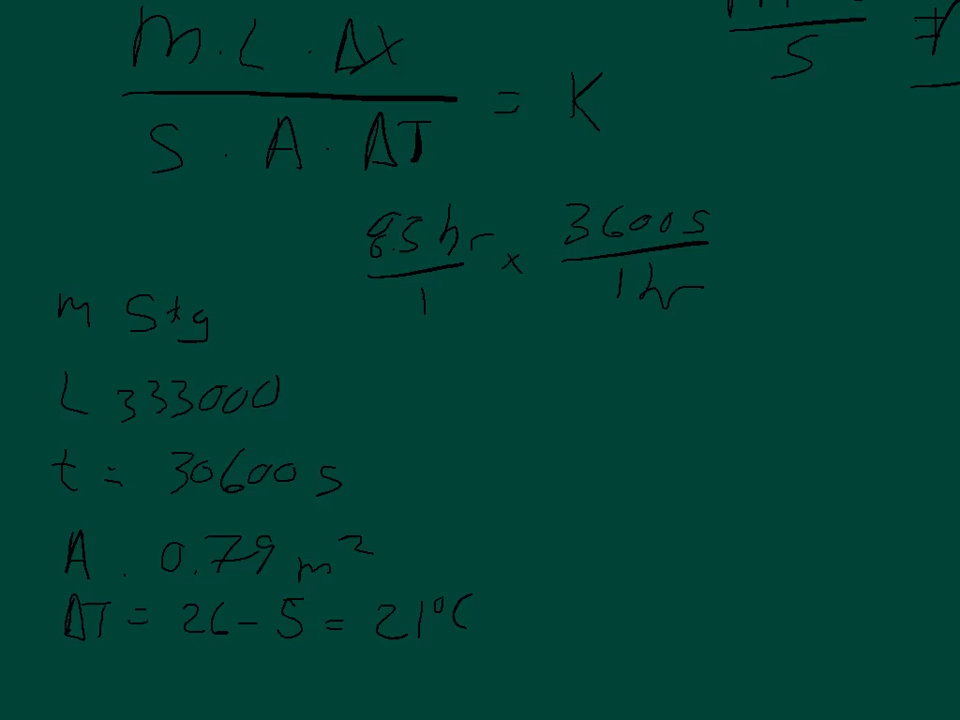 m · L · Δx
S · A · ΔT = K
S
8.5 hr / 1 x 3600 s / 1 hr
m 5 kg
L 333000
t = 30600 s
A . 0.79 m²
ΔT = 26 - 5 = 21°C